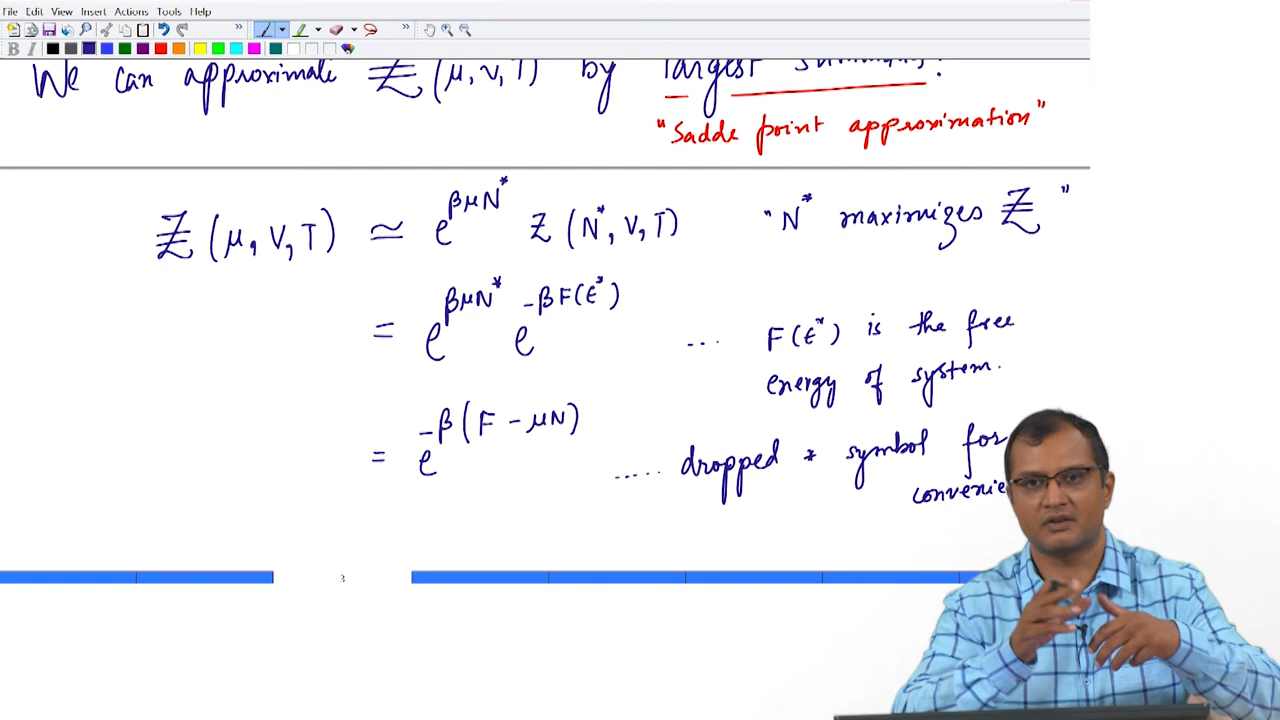 File Edit View Insert Actions Tools Help
B I
We can approximate Z (μ, V, T) by largest
"Sadde point approximation"
Z (μ, V, T) ≃ e^{βμN*} Z (N*, V, T) "N* maximizes Z"
= e^{βμN*} e^{-βF(E*)} .... F(E*) is the free
energy of system.
= e^{-β(F - μN)} ..... dropped * symbol for
convenie
3